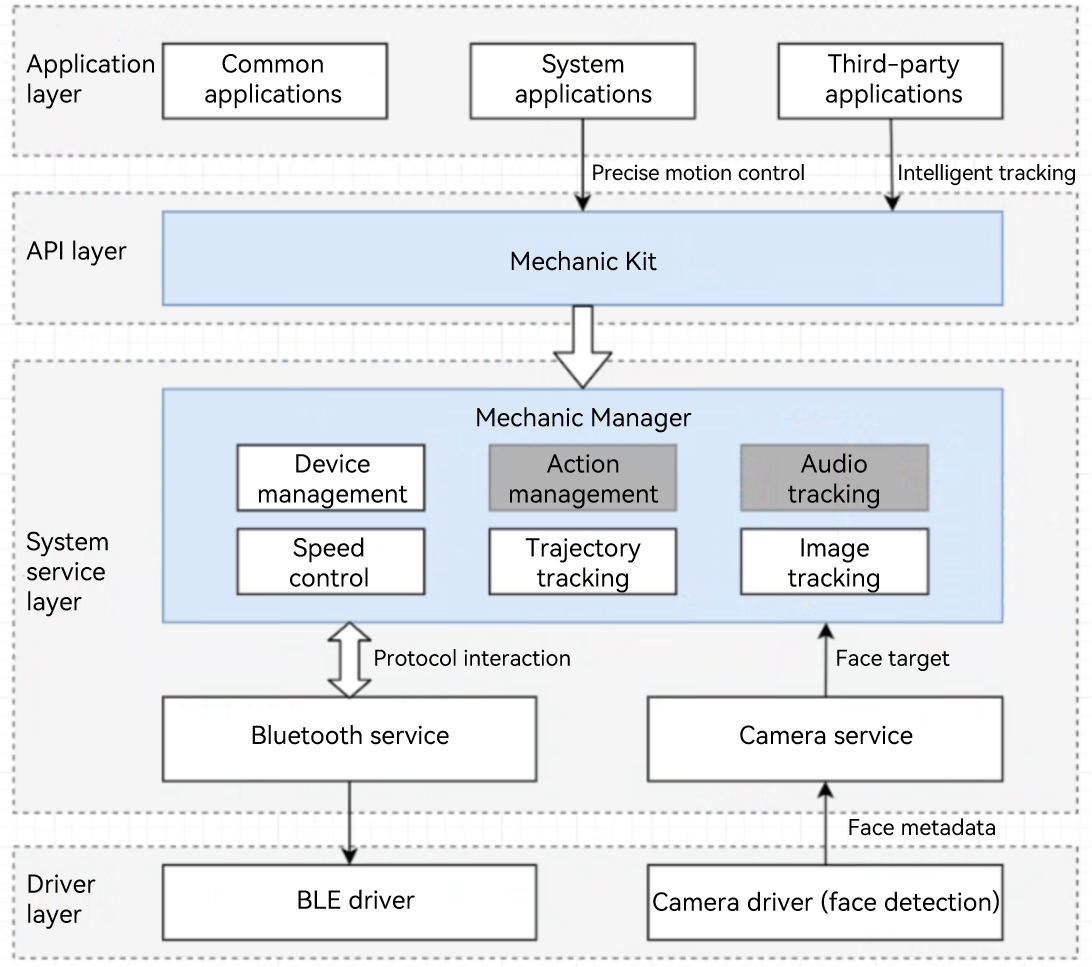 Application
layer
Common
applications
System
applications
Third-party
applications
Precise motion control
Intelligent tracking
API layer
Mechanic Kit
Mechanic Manager
Device
management
Action
management
Audio
tracking
System
service
layer
Speed
control
Trajectory
tracking
Image
tracking
Protocol interaction
Face target
Bluetooth service
Camera service
Face metadata
Driver
layer
BLE driver
Camera driver (face detection)